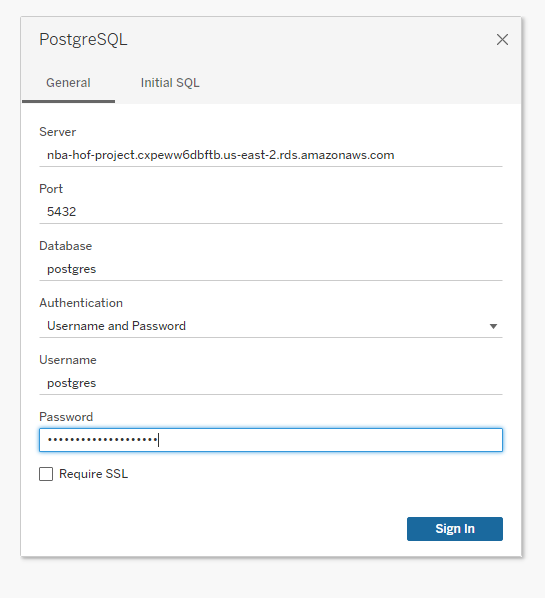 PostgreSQL
General
Initial SQL
Server
nba-hof-project.cxpeww6dbftb.us-east-2.rds.amazonaws.com
Port
5432
Database
postgres
Authentication
Username and Password
Username
postgres
Password
••••••••••••••••••••
Require SSL
Sign In